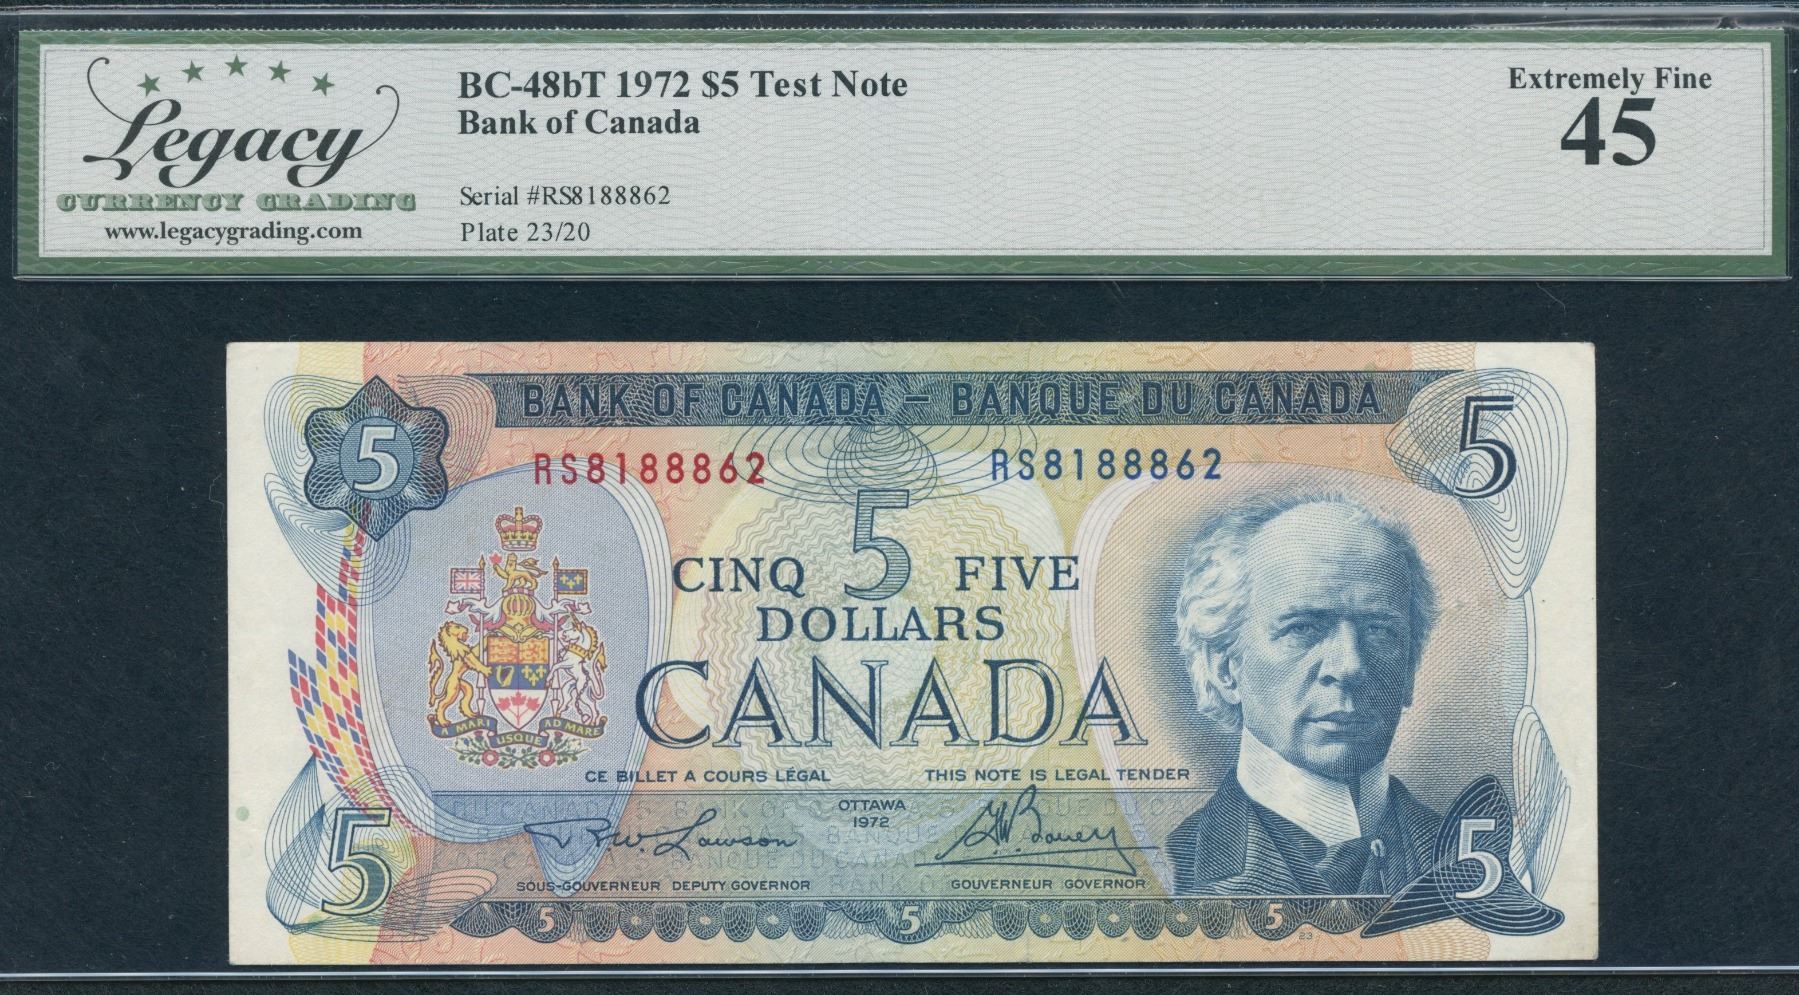 Legacy
CURRENCY GRADING
www.legacygrading.com
BC-48bT 1972 $5 Test Note
Bank of Canada
Serial #RS8188862
Plate 23/20
Extremely Fine
45
BANK OF CANADA – BANQUE DU CANADA
5
5
RS8188862
RS8188862
5
CINQ FIVE
DOLLARS
CANADA
A MARI USQUE AD MARE
CE BILLET A COURS LÉGAL
THIS NOTE IS LEGAL TENDER
OTTAWA
1972
R.W. Lawson
G.K. Bouey
SOUS-GOUVERNEUR DEPUTY GOVERNOR
GOUVERNEUR GOVERNOR
5
5
5
5
5
23